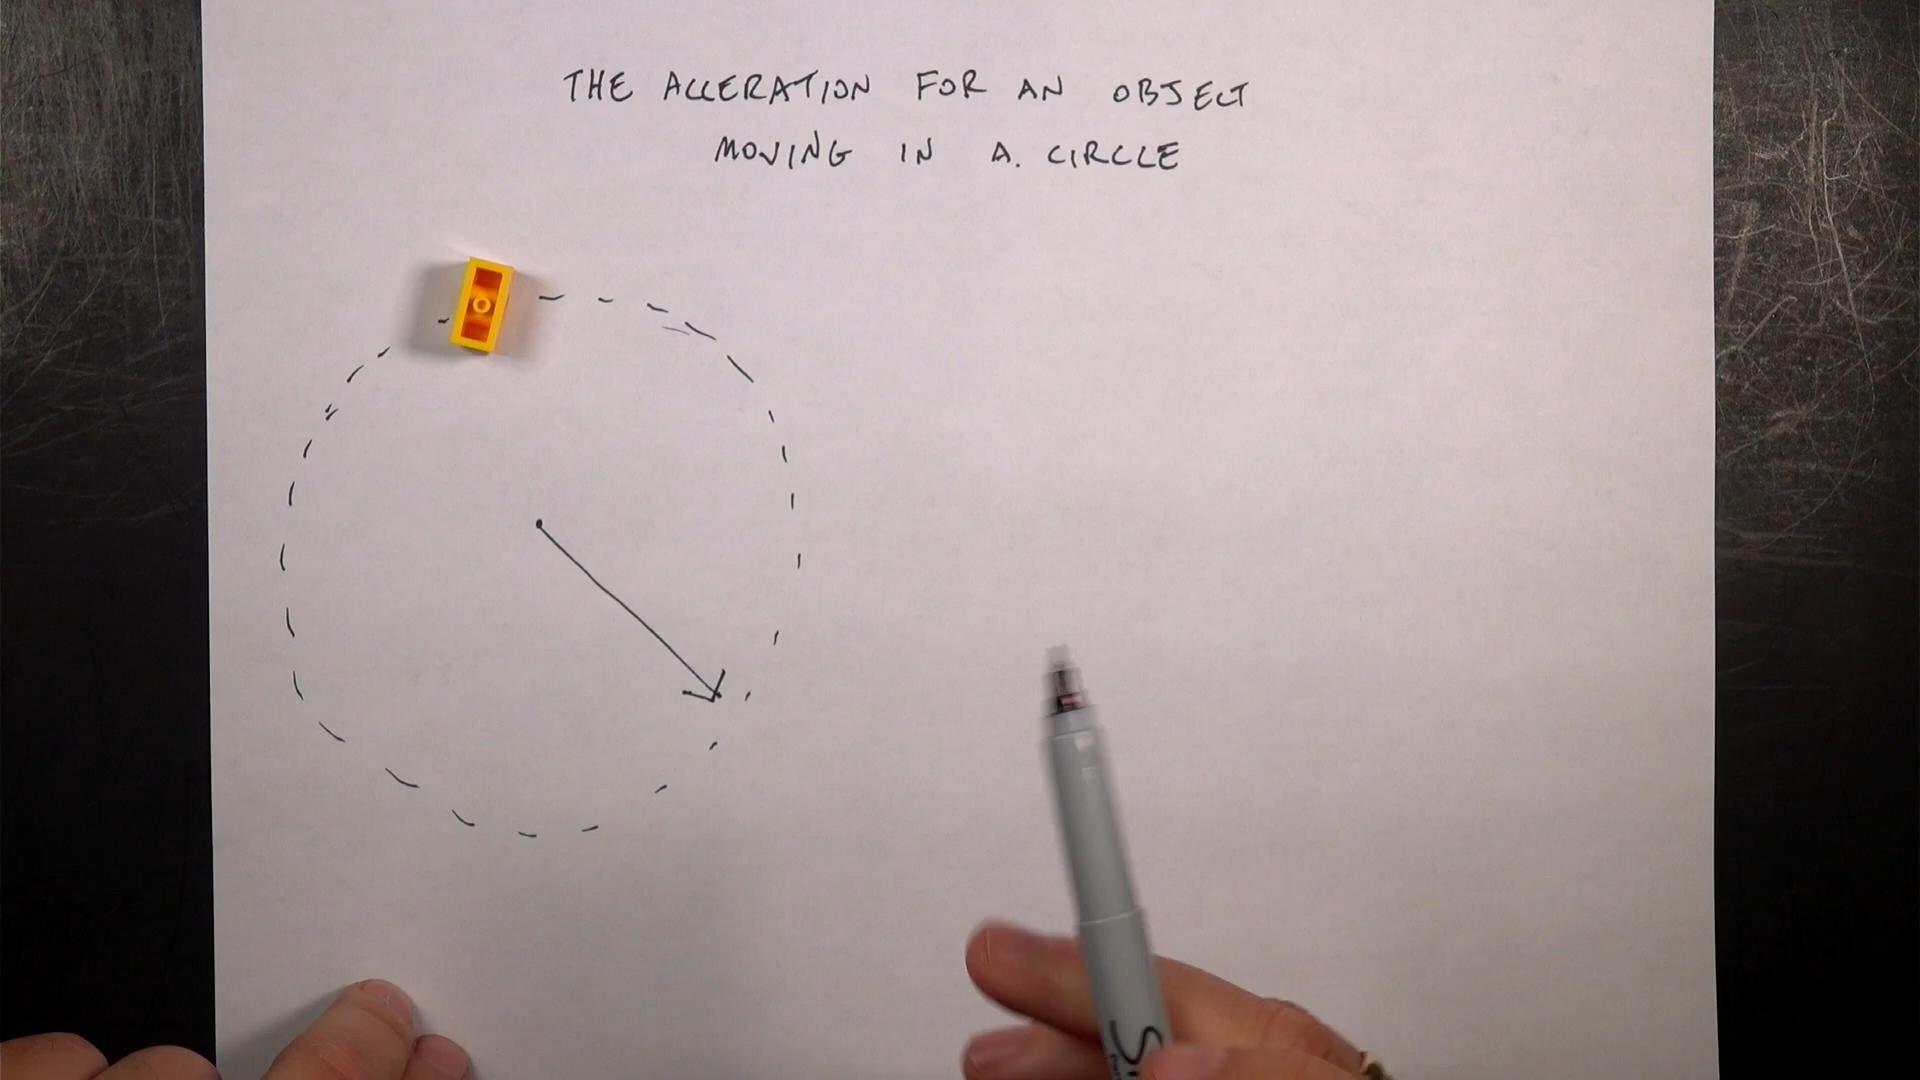 THE ACCERATION FOR AN OBJECT
MOVING IN A. CIRCLE